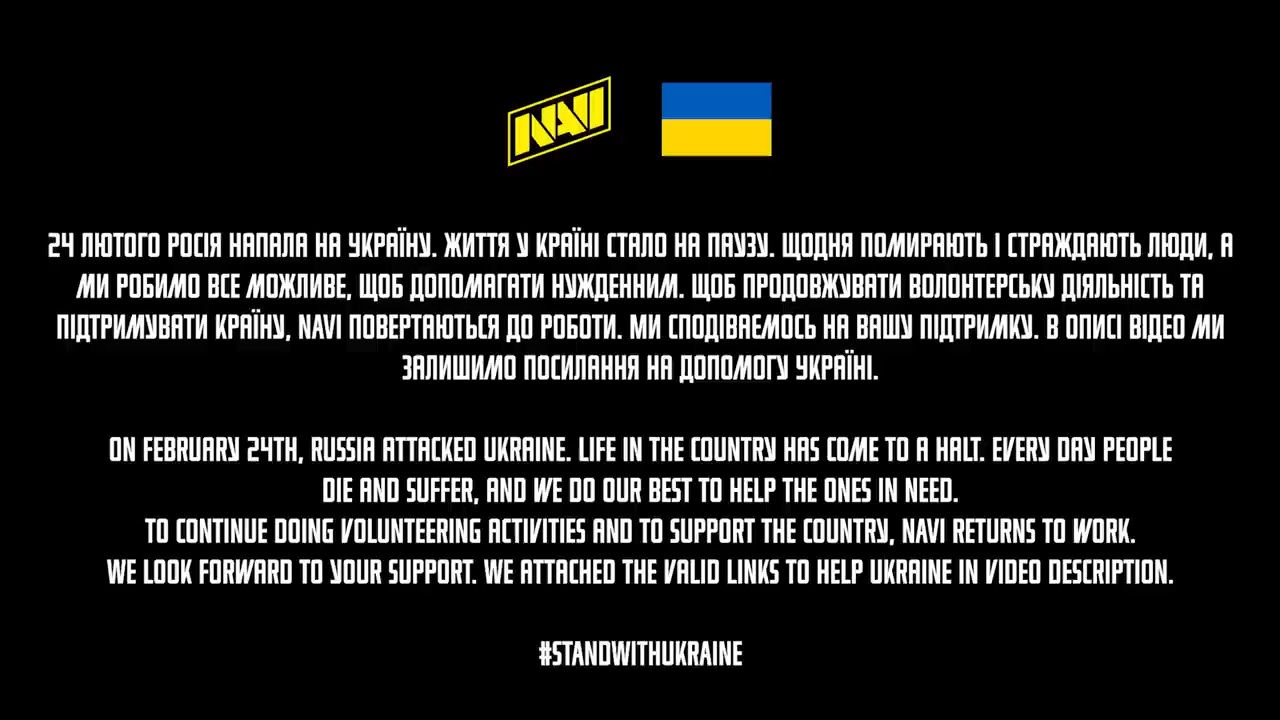 NAVI
24 ЛЮТОГО РОСІЯ НАПАЛА НА УКРАЇНУ. ЖИТТЯ У КРАЇНІ СТАЛО НА ПАУЗУ. ЩОДНЯ ПОМИРАЮТЬ І СТРАЖДАЮТЬ ЛЮДИ, А
МИ РОБИМО ВСЕ МОЖЛИВЕ, ЩОБ ДОПОМАГАТИ НУЖДЕННИМ. ЩОБ ПРОДОВЖУВАТИ ВОЛОНТЕРСЬКУ ДІЯЛЬНІСТЬ ТА
ПІДТРИМУВАТИ КРАЇНУ, NAVI ПОВЕРТАЮТЬСЯ ДО РОБОТИ. МИ СПОДІВАЄМОСЬ НА ВАШУ ПІДТРИМКУ. В ОПИСІ ВІДЕО МИ
ЗАЛИШИМО ПОСИЛАННЯ НА ДОПОМОГУ УКРАЇНІ.
ON FEBRUARY 24TH, RUSSIA ATTACKED UKRAINE. LIFE IN THE COUNTRY HAS COME TO A HALT. EVERY DAY PEOPLE
DIE AND SUFFER, AND WE DO OUR BEST TO HELP THE ONES IN NEED.
TO CONTINUE DOING VOLUNTEERING ACTIVITIES AND TO SUPPORT THE COUNTRY, NAVI RETURNS TO WORK.
WE LOOK FORWARD TO YOUR SUPPORT. WE ATTACHED THE VALID LINKS TO HELP UKRAINE IN VIDEO DESCRIPTION.
#STANDWITHUKRAINE